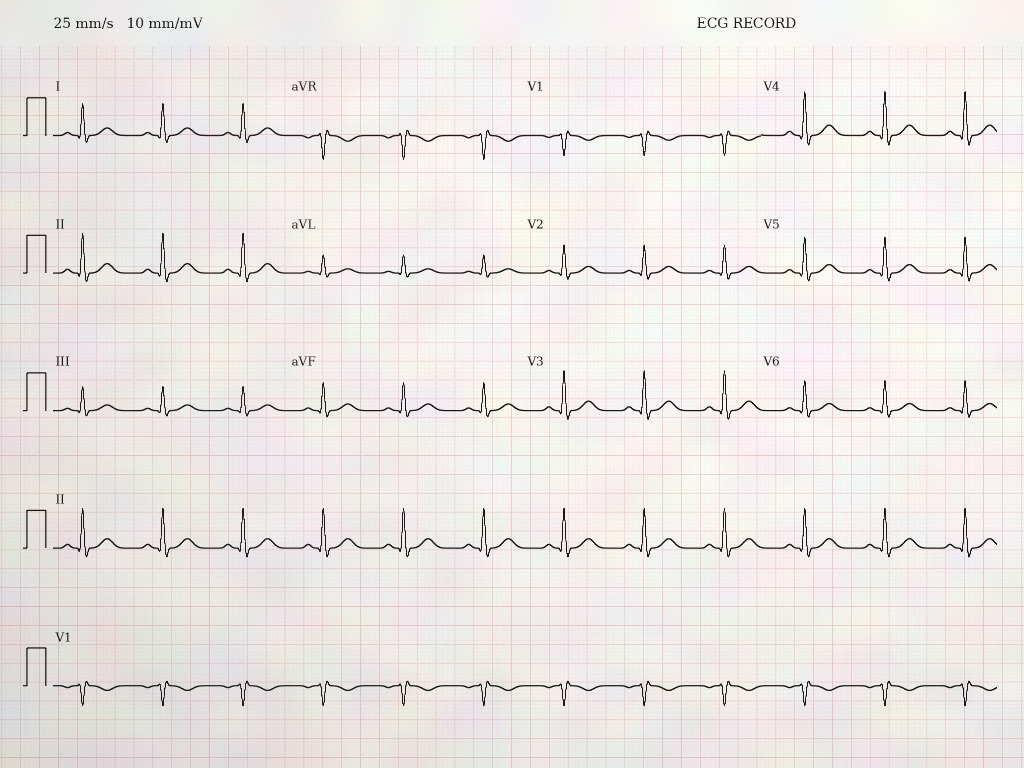 25 mm/s   10 mm/mV   ECG RECORD
I   aVR   V1   V4
II   aVL   V2   V5
III   aVF   V3   V6
II
V1